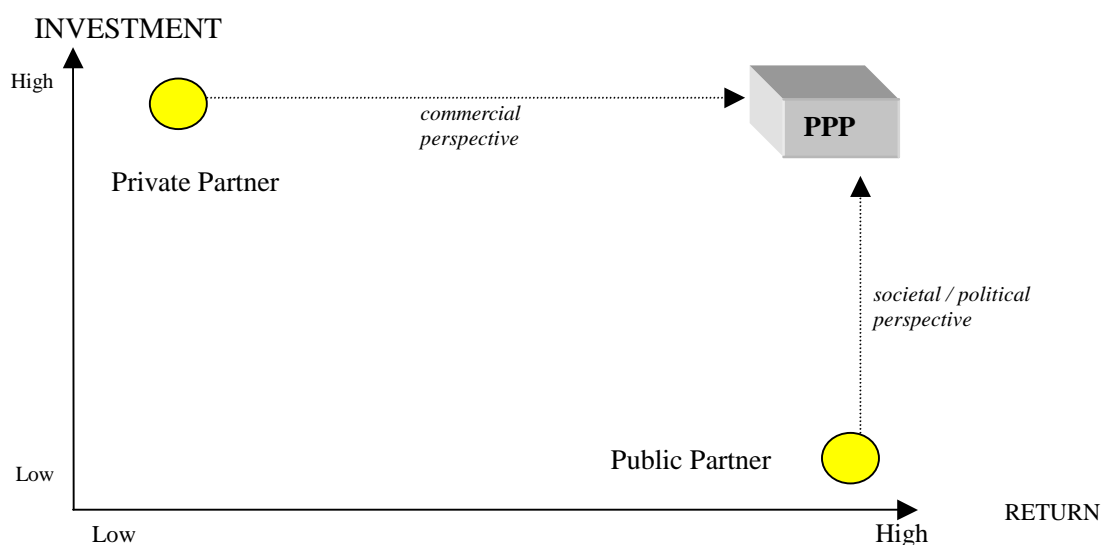 INVESTMENT
High
commercial
perspective
PPP
Private Partner
societal / political
perspective
Public Partner
Low
RETURN
Low
High